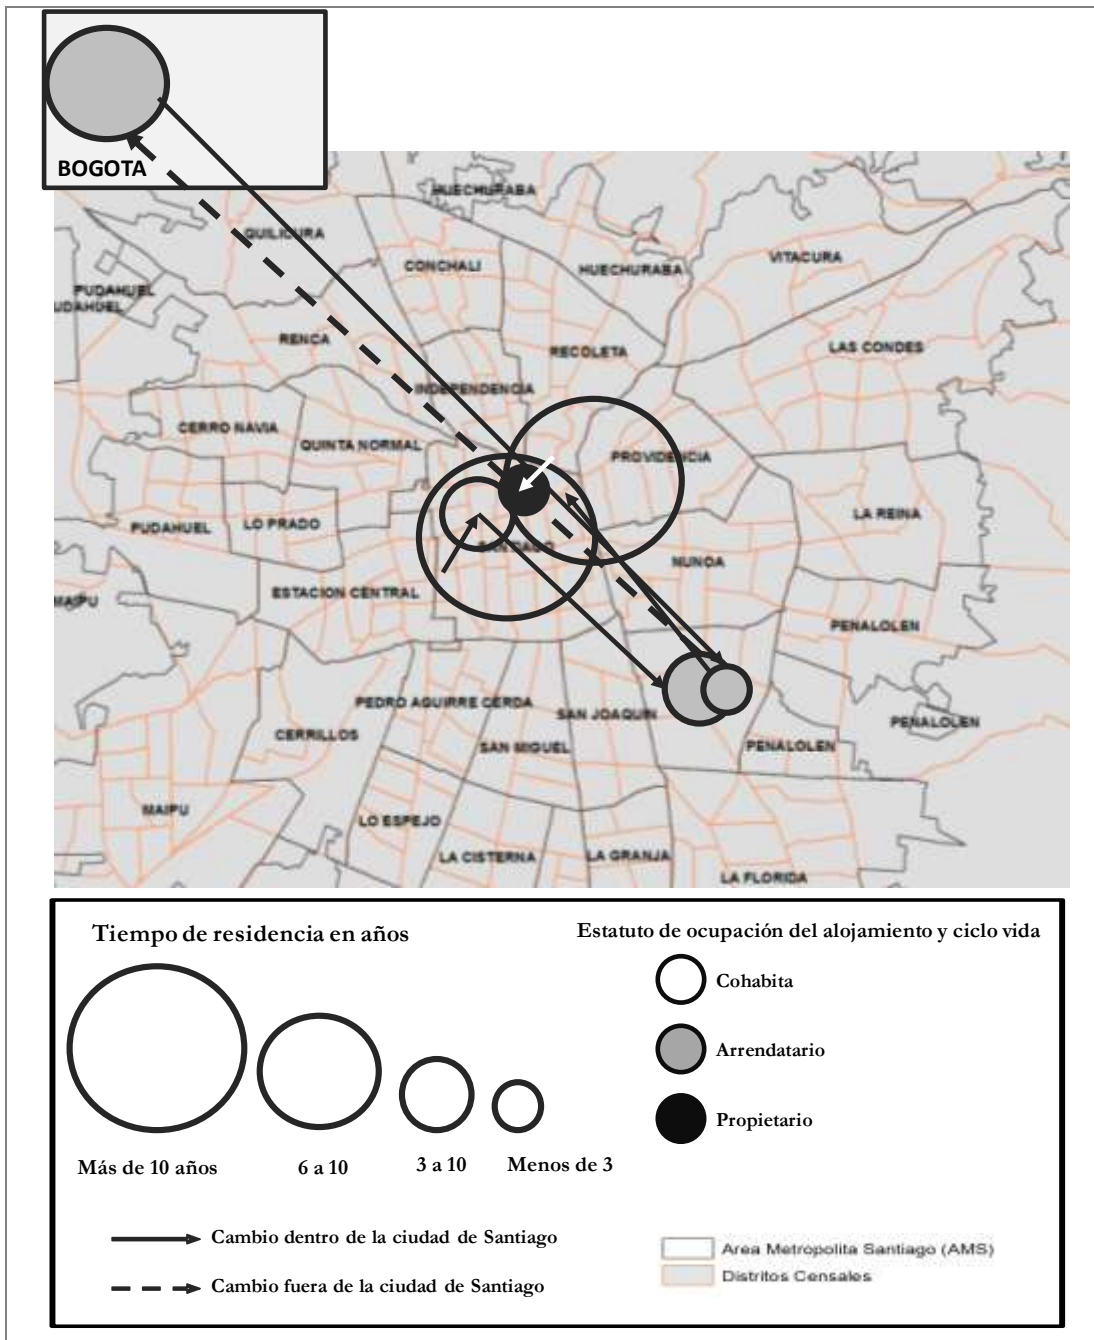 BOGOTA
HUECHURABA
QUILICURA
CONCHALI
HUECHURABA
VITACURA
PUDAHUEL
UDAHUEL
RENCA
RECOLETA
LAS CONDES
INDEPENDENCIA
CERRO NAVIA
QUINTA NORMAL
PROVIDENCIA
PUDAHUEL
LO PRADO
LA REINA
SANTIAGO
NUNOA
MAIPU
ESTACION CENTRAL
PENALOLEN
PEDRO AGUIRRE CERDA
SAN JOAQUIN
PENALOLEN
CERRILLOS
SAN MIGUEL
PENALOLEN
MAIPU
LO ESPEJO
LA CISTERNA
LA GRANJA
LA FLORIDA
Tiempo de residencia en años
Estatuto de ocupación del alojamiento y ciclo vida
Cohabita
Arrendatario
Propietario
Más de 10 años
6 a 10
3 a 10
Menos de 3
Cambio dentro de la ciudad de Santiago
Cambio fuera de la ciudad de Santiago
Area Metropolita Santiago (AMS)
Distritos Censales